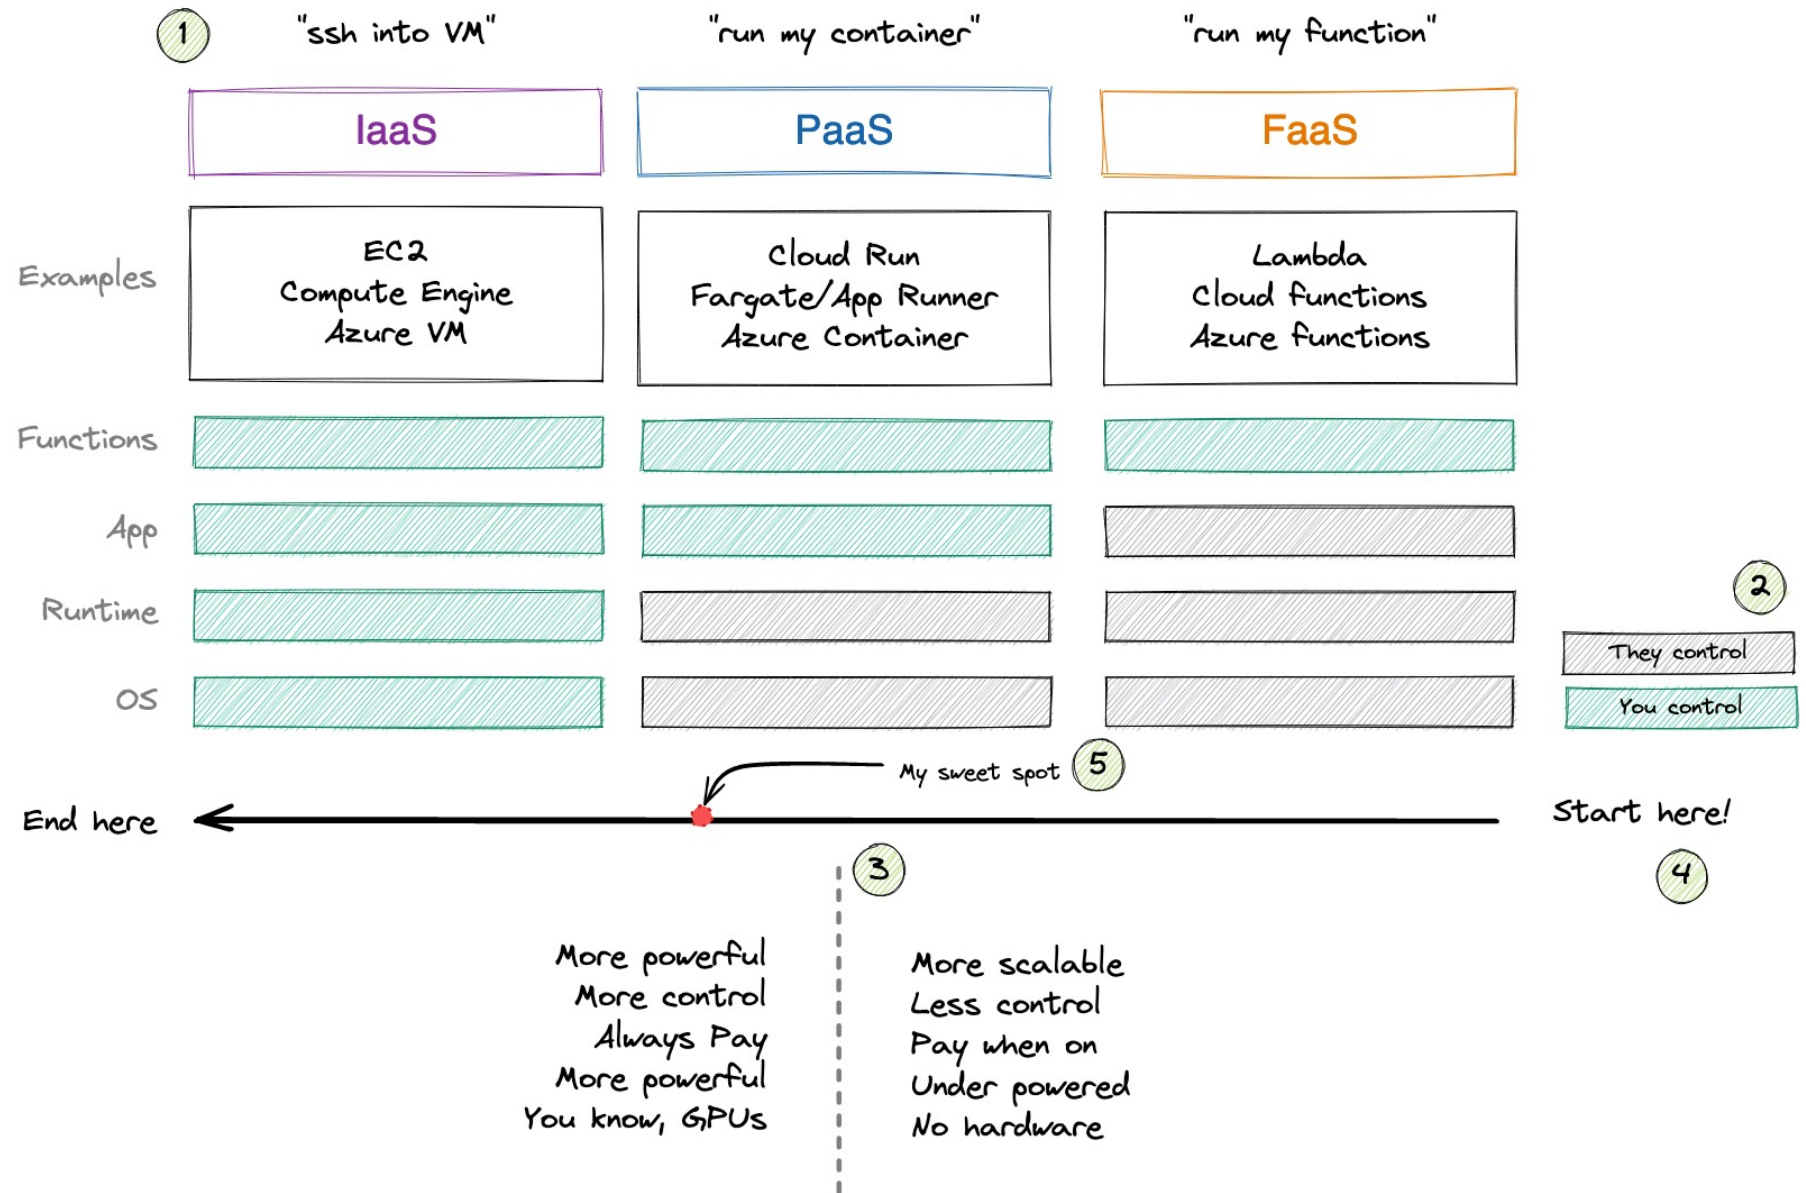 1
"ssh into VM"
"run my container"
"run my function"
IaaS
PaaS
FaaS
Examples
EC2
Compute Engine
Azure VM
Cloud Run
Fargate/App Runner
Azure Container
Lambda
Cloud functions
Azure functions
Functions
App
Runtime
OS
2
They control
You control
My sweet spot
5
End here
Start here!
3
4
More powerful
More control
Always Pay
More powerful
You know, GPUs
More scalable
Less control
Pay when on
Under powered
No hardware